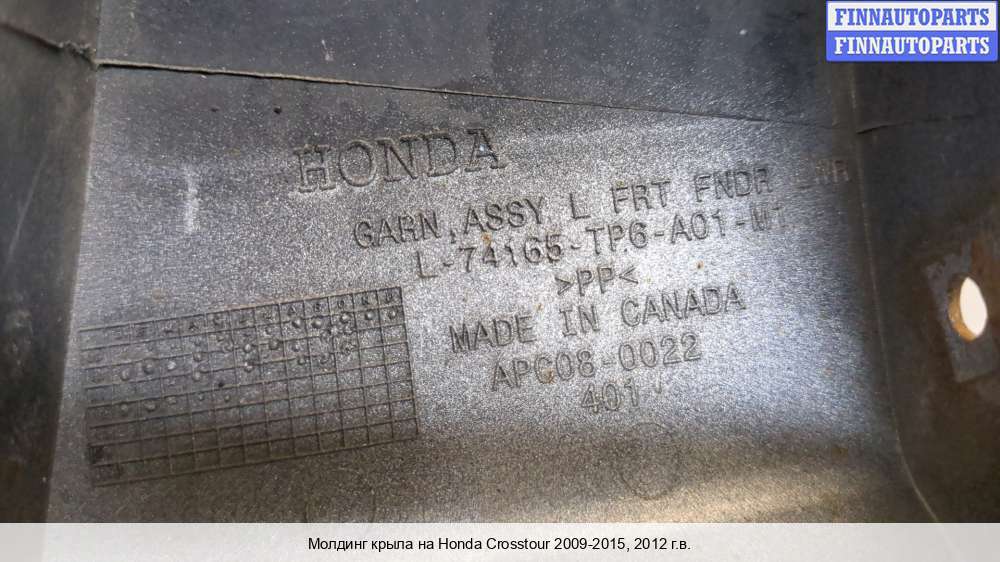 FINNAUTOPARTS
FINNAUTOPARTS
HONDA
GARN, ASSY L FRT FNDR LWR
L-74165-TP6-A01-M1
>PP<
MADE IN CANADA
APC08-0022
401
Молдинг крыла на Honda Crosstour 2009-2015, 2012 г.в.